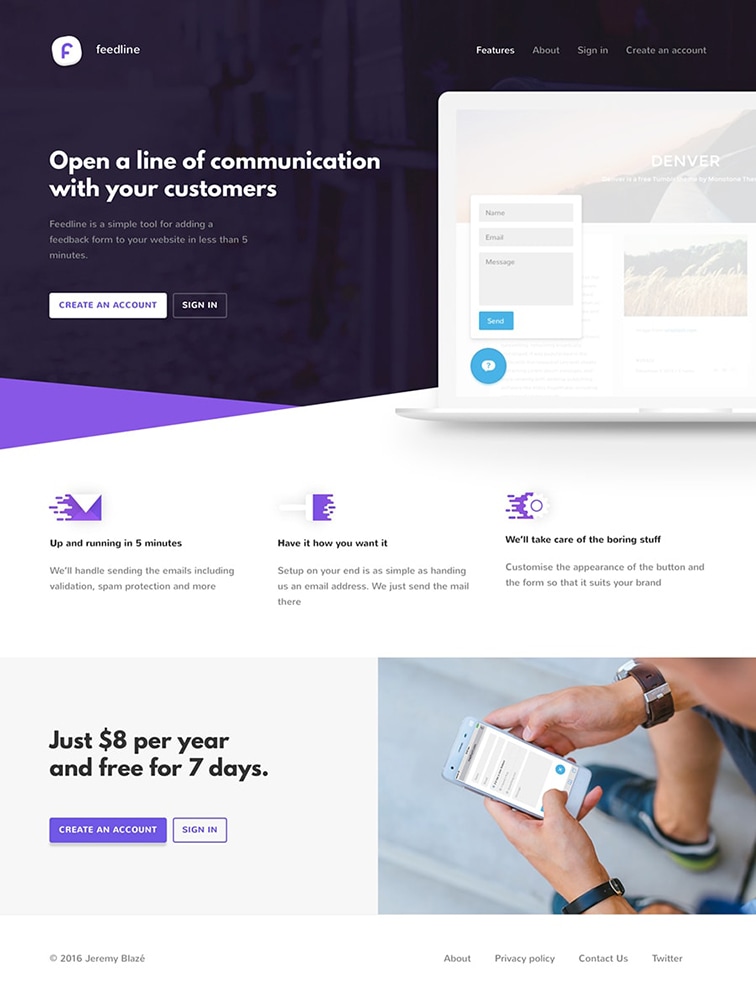 feedline
Features About Sign in Create an account
Open a line of communication
with your customers
Feedline is a simple tool for adding a
feedback form to your website in less than 5
minutes.
CREATE AN ACCOUNT SIGN IN
DENVER
Denver is a free Tumblr theme by Monotone
Name
Email
Message
Send
Up and running in 5 minutes
We'll handle sending the emails including
validation, spam protection and more
Have it how you want it
Setup on your end is as simple as handing
us an email address. We just send the mail
there
We'll take care of the boring stuff
Customise the appearance of the button and
the form so that it suits your brand
Just $8 per year
and free for 7 days.
CREATE AN ACCOUNT SIGN IN
© 2016 Jeremy Blazé
About Privacy policy Contact Us Twitter